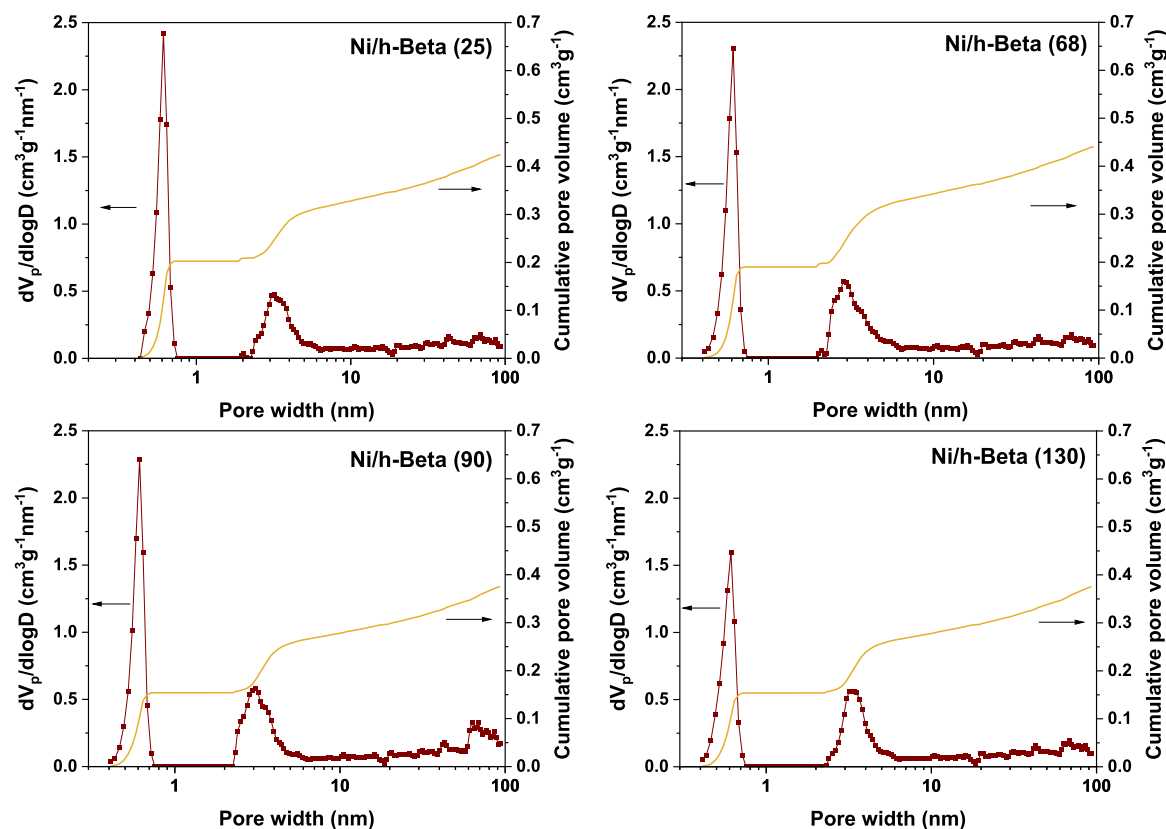 Ni/h-Beta (25)
dVp/dlogD (cm³g⁻¹nm⁻¹)
2.5
2.0
1.5
1.0
0.5
0.0
0.7
0.6
0.5
0.4
0.3
0.2
0.1
0.0
Cumulative pore volume (cm³g⁻¹)
1 10 100
Pore width (nm)
Ni/h-Beta (68)
dVp/dlogD (cm³g⁻¹nm⁻¹)
2.5
2.0
1.5
1.0
0.5
0.0
0.7
0.6
0.5
0.4
0.3
0.2
0.1
0.0
Cumulative pore volume (cm³g⁻¹)
1 10 100
Pore width (nm)
Ni/h-Beta (90)
dVp/dlogD (cm³g⁻¹nm⁻¹)
2.5
2.0
1.5
1.0
0.5
0.0
0.7
0.6
0.5
0.4
0.3
0.2
0.1
0.0
Cumulative pore volume (cm³g⁻¹)
1 10 100
Pore width (nm)
Ni/h-Beta (130)
dVp/dlogD (cm³g⁻¹nm⁻¹)
2.5
2.0
1.5
1.0
0.5
0.0
0.7
0.6
0.5
0.4
0.3
0.2
0.1
0.0
Cumulative pore volume (cm³g⁻¹)
1 10 100
Pore width (nm)